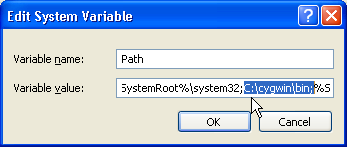 Edit System Variable
Variable name:
Path
Variable value:
SystemRoot%\system32;C:\cygwin\bin;%S
OK
Cancel